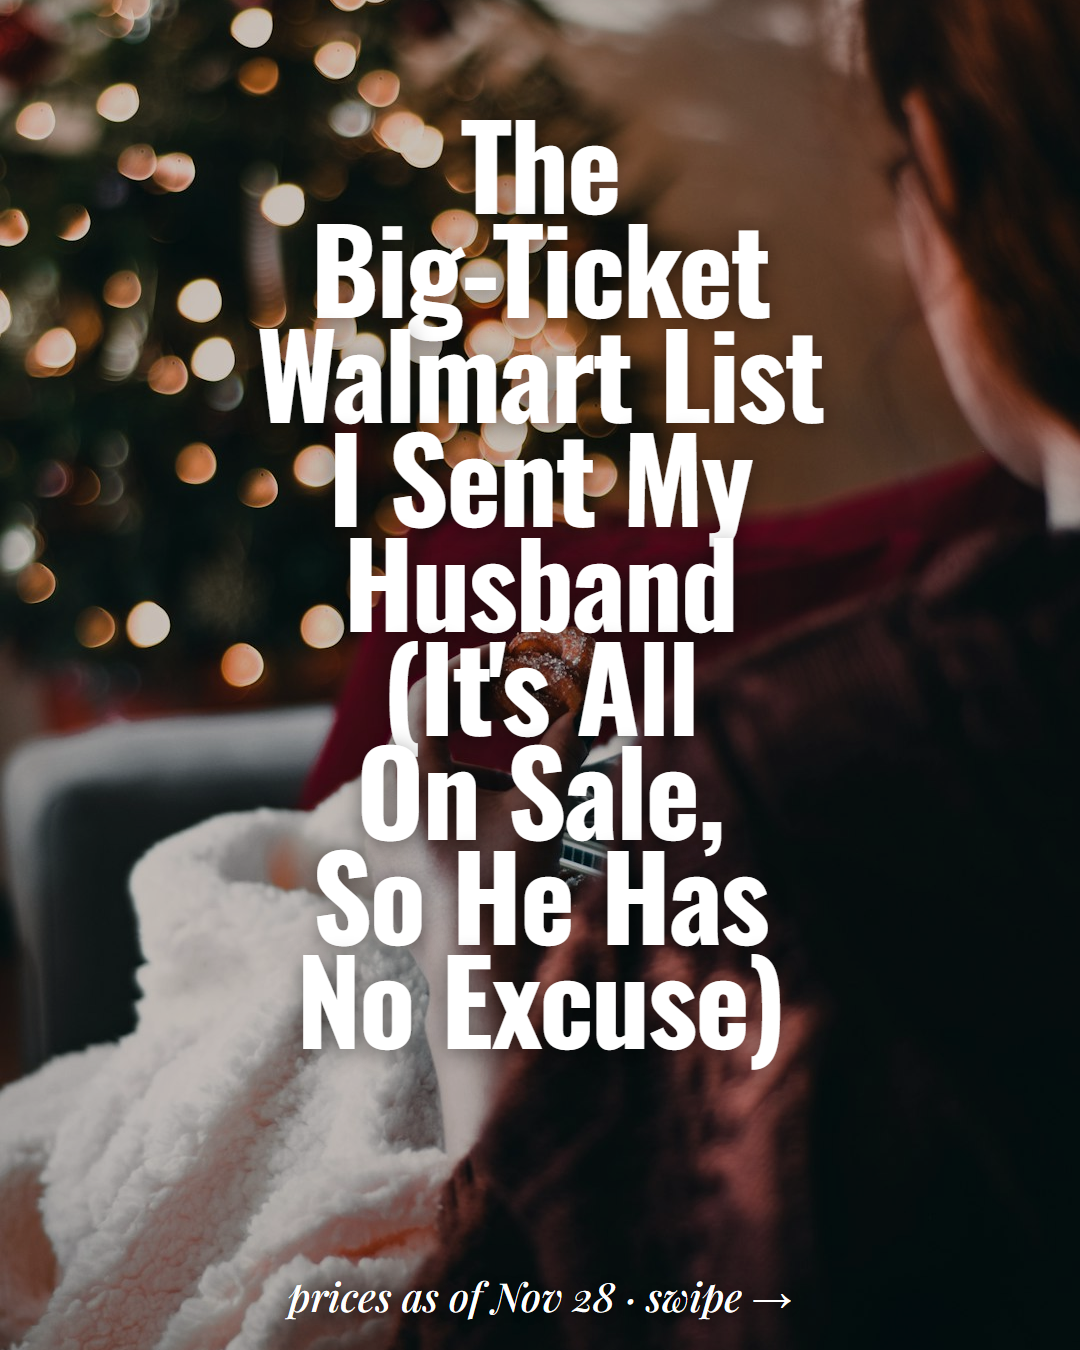 The
Big-Ticket
Walmart List
I Sent My
Husband
(It's All
On Sale,
So He Has
No Excuse)
prices as of Nov 28 · swipe →